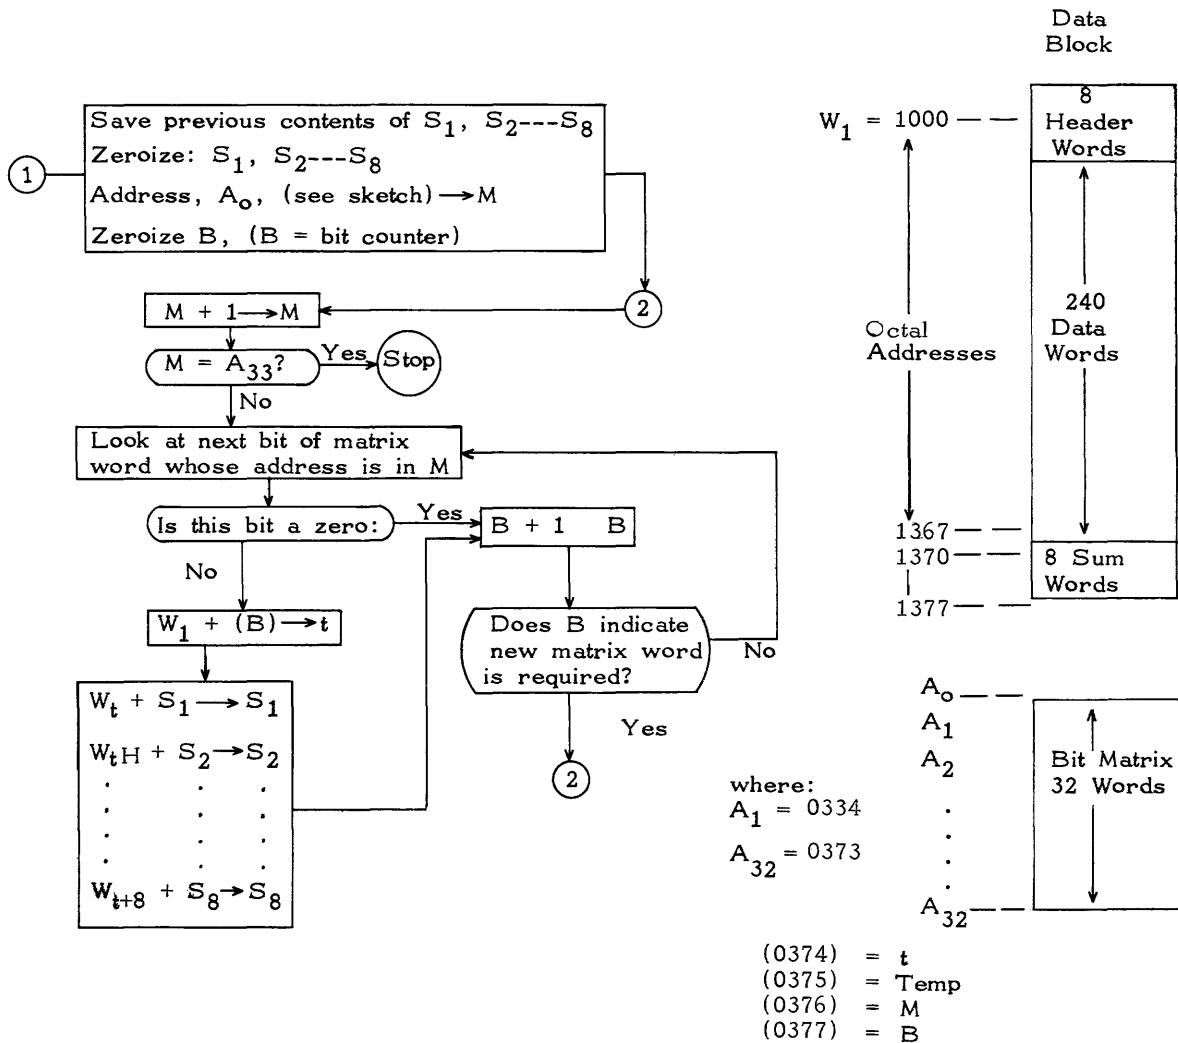 1
Save previous contents of S1, S2---S8
Zeroize: S1, S2---S8
Address, Ao, (see sketch)→M
Zeroize B, (B = bit counter)
2
M + 1→M
M = A33?
Yes
Stop
No
Look at next bit of matrix
word whose address is in M
Is this bit a zero:
Yes
B + 1 B
No
W1 + (B)→t
Does B indicate
new matrix word
is required?
No
Yes
2
Wt + S1→S1
WtH + S2→S2
. . .
. . .
. . .
. . .
Wt+8 + S8→S8
Data
Block
W1 = 1000
8
Header
Words
Octal
Addresses
240
Data
Words
1367
1370
1377
8 Sum
Words
Ao
A1
A2
.
.
.
.
.
A32
Bit Matrix
32 Words
where:
A1 = 0334
A32 = 0373
(0374) = t
(0375) = Temp
(0376) = M
(0377) = B